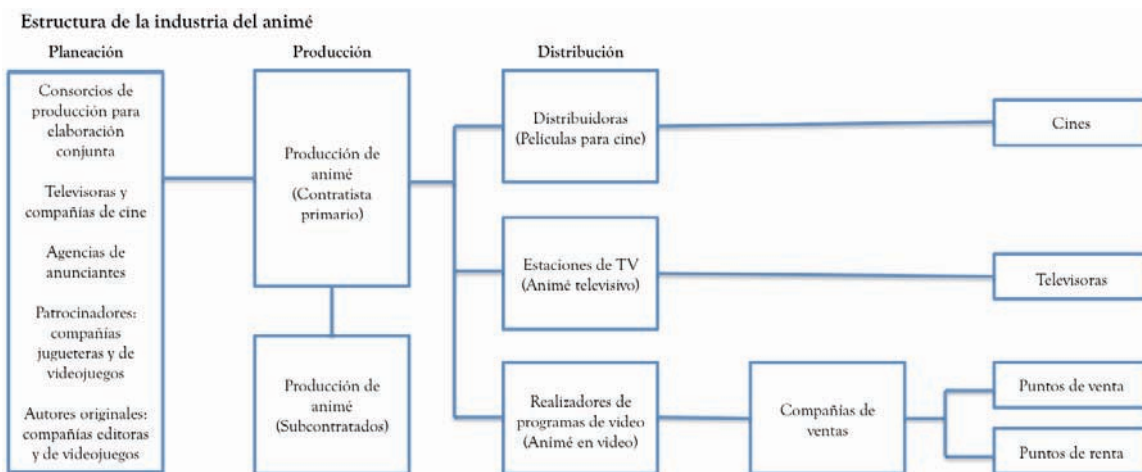 Estructura de la industria del animé
Planeación
Producción
Distribución
Consorcios de
producción para
elaboración
conjunta
Televisoras y
compañías de cine
Agencias de
anunciantes
Patrocinadores:
compañías
jugueteras y de
videojuegos
Autores originales:
compañías editoras
y de videojuegos
Producción de
animé
(Contratista
primario)
Producción de
animé
(Subcontratados)
Distribuidoras
(Películas para cine)
Estaciones de TV
(Animé televisivo)
Realizadores de
programas de video
(Animé en video)
Compañías de
ventas
Cines
Televisoras
Puntos de venta
Puntos de renta